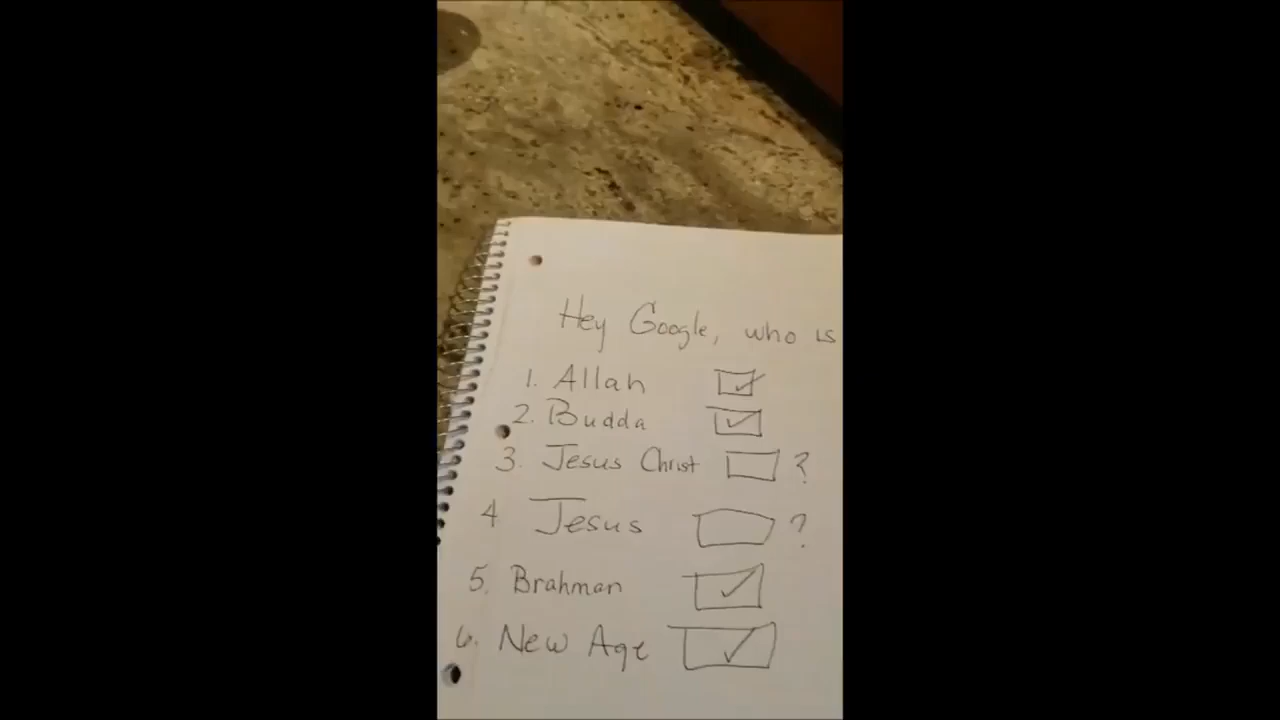 Hey Google, who is
1. Allah
2. Budda
3. Jesus Christ ?
4 Jesus ?
5. Brahman
6. New Age